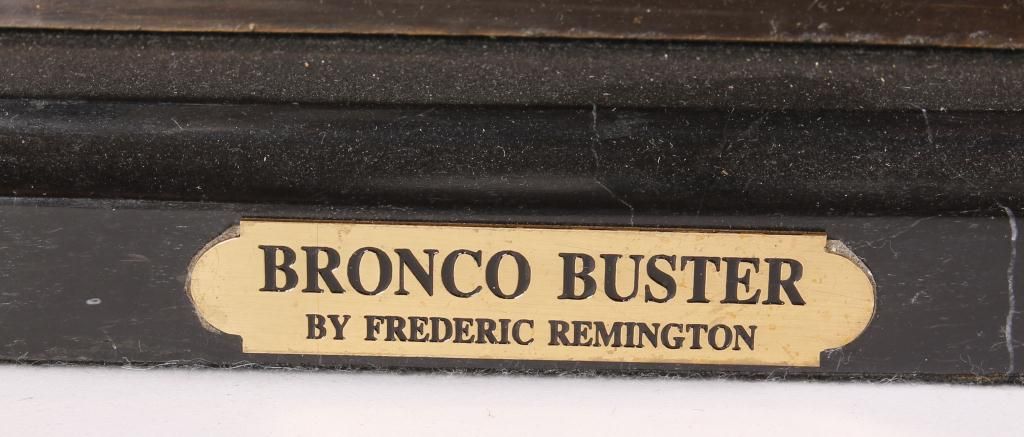 BRONCO BUSTER
BY FREDERIC REMINGTON